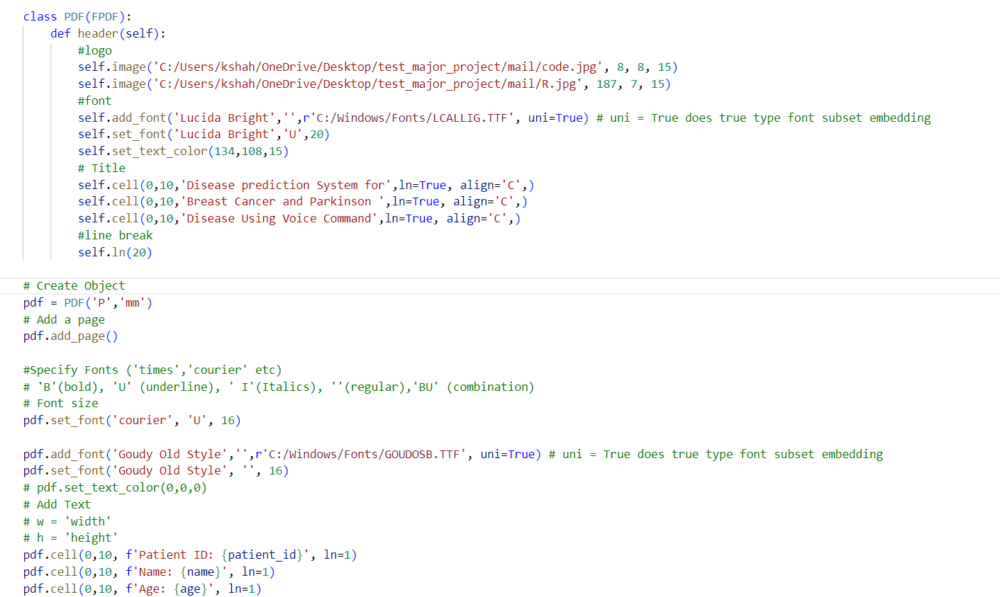 class PDF(FPDF):
    def header(self):
        #logo
        self.image('C:/Users/kshah/OneDrive/Desktop/test_major_project/mail/code.jpg', 8, 8, 15)
        self.image('C:/Users/kshah/OneDrive/Desktop/test_major_project/mail/R.jpg', 187, 7, 15)
        #font
        self.add_font('Lucida Bright','',r'C:/Windows/Fonts/LCALLIG.TTF', uni=True) # uni = True does true type font subset embedding
        self.set_font('Lucida Bright','U',20)
        self.set_text_color(134,108,15)
        # Title
        self.cell(0,10,'Disease prediction System for',ln=True, align='C',)
        self.cell(0,10,'Breast Cancer and Parkinson ',ln=True, align='C',)
        self.cell(0,10,'Disease Using Voice Command',ln=True, align='C',)
        #line break
        self.ln(20)

# Create Object
pdf = PDF('P','mm')
# Add a page
pdf.add_page()

#Specify Fonts ('times','courier' etc)
# 'B'(bold), 'U' (underline), ' I'(Italics), ''(regular),'BU' (combination)
# Font size
pdf.set_font('courier', 'U', 16)

pdf.add_font('Goudy Old Style','',r'C:/Windows/Fonts/GOUDOSB.TTF', uni=True) # uni = True does true type font subset embedding
pdf.set_font('Goudy Old Style', '', 16)
# pdf.set_text_color(0,0,0)
# Add Text
# w = 'width'
# h = 'height'
pdf.cell(0,10, f'Patient ID: {patient_id}', ln=1)
pdf.cell(0,10, f'Name: {name}', ln=1)
pdf.cell(0,10, f'Age: {age}', ln=1)